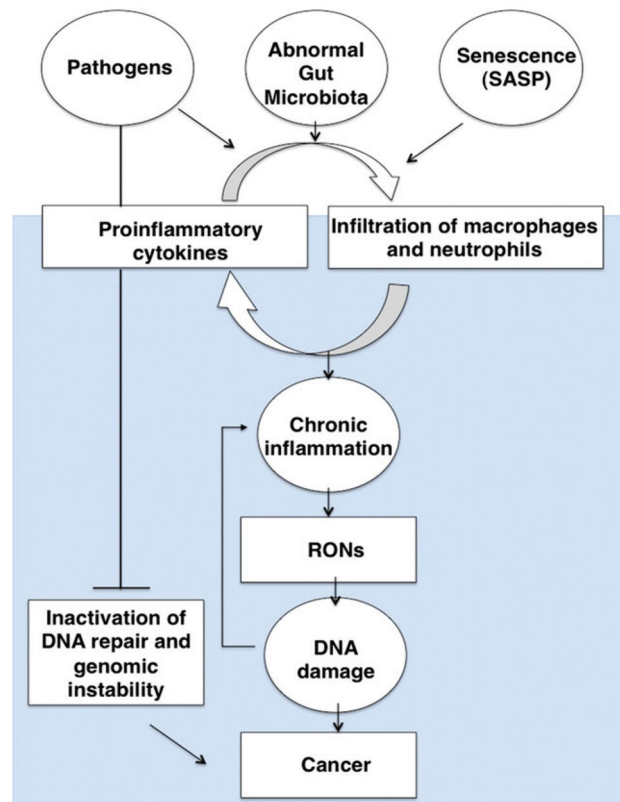 Pathogens
Abnormal
Gut
Microbiota
Senescence
(SASP)
Proinflammatory
cytokines
Infiltration of macrophages
and neutrophils
Chronic
inflammation
RONs
Inactivation of
DNA repair and
genomic
instability
DNA
damage
Cancer